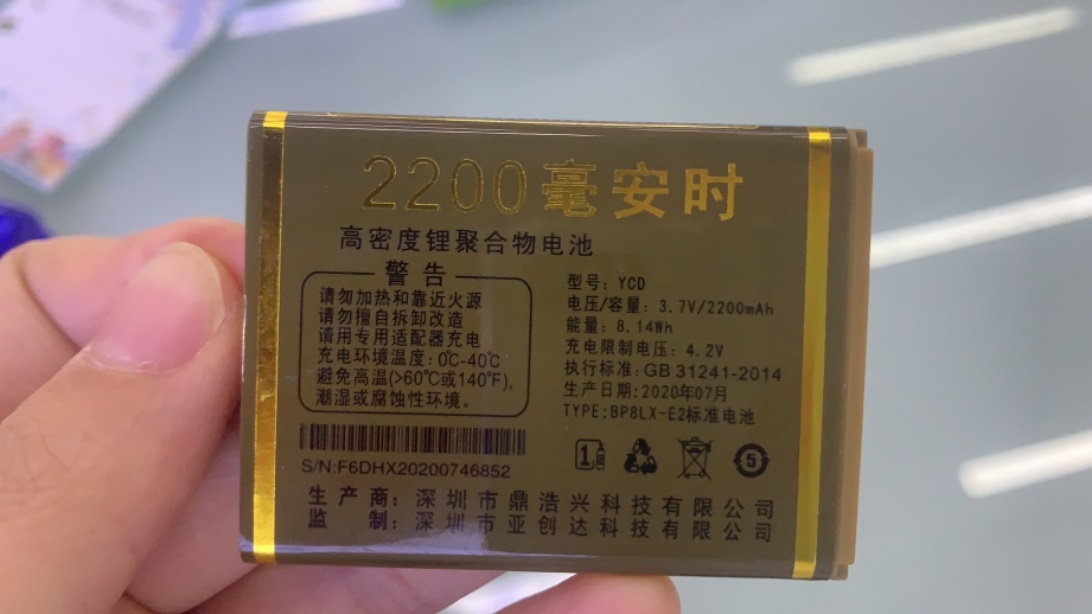 2200毫安时
高密度锂聚合物电池
警告
请勿加热和靠近火源
请勿擅自拆卸改造
请用专用适配器充电
充电环境温度:0℃-40℃
避免高温(>60℃或140℉),
潮湿或腐蚀性环境。
型号: YCD
电压/容量: 3.7V/2200mAh
能量: 8.14Wh
充电限制电压: 4.2V
执行标准: GB 31241-2014
生产日期: 2020年07月
TYPE: BP8LX-E2标准电池
S/N:F6DHX20200746852
1
5
生产商: 深圳市鼎浩兴科技有限公司
监制: 深圳市亚创达科技有限公司